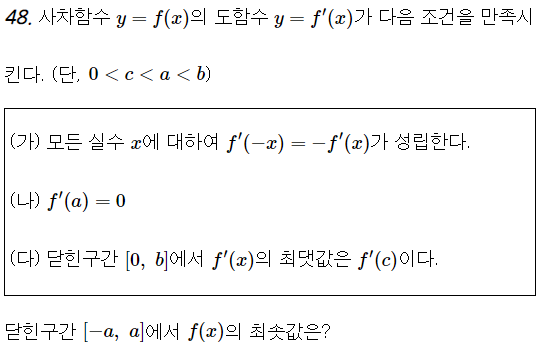 48. 사차함수 y = f(x)의 도함수 y = f′(x)가 다음 조건을 만족시
킨다. (단, 0 < c < a < b)
(가) 모든 실수 x에 대하여 f′(−x) = −f′(x)가 성립한다.
(나) f′(a) = 0
(다) 닫힌구간 [0, b]에서 f′(x)의 최댓값은 f′(c)이다.
닫힌구간 [−a, a]에서 f(x)의 최솟값은?